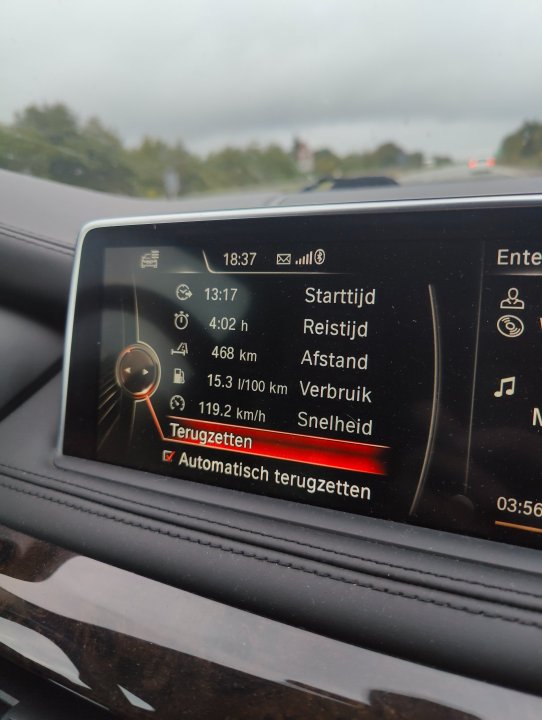 18:37
13:17 Starttijd
4:02 h Reistijd
468 km Afstand
15.3 l/100 km Verbruik
119.2 km/h Snelheid
Terugzetten
Automatisch terugzetten
Ente
M
03:56